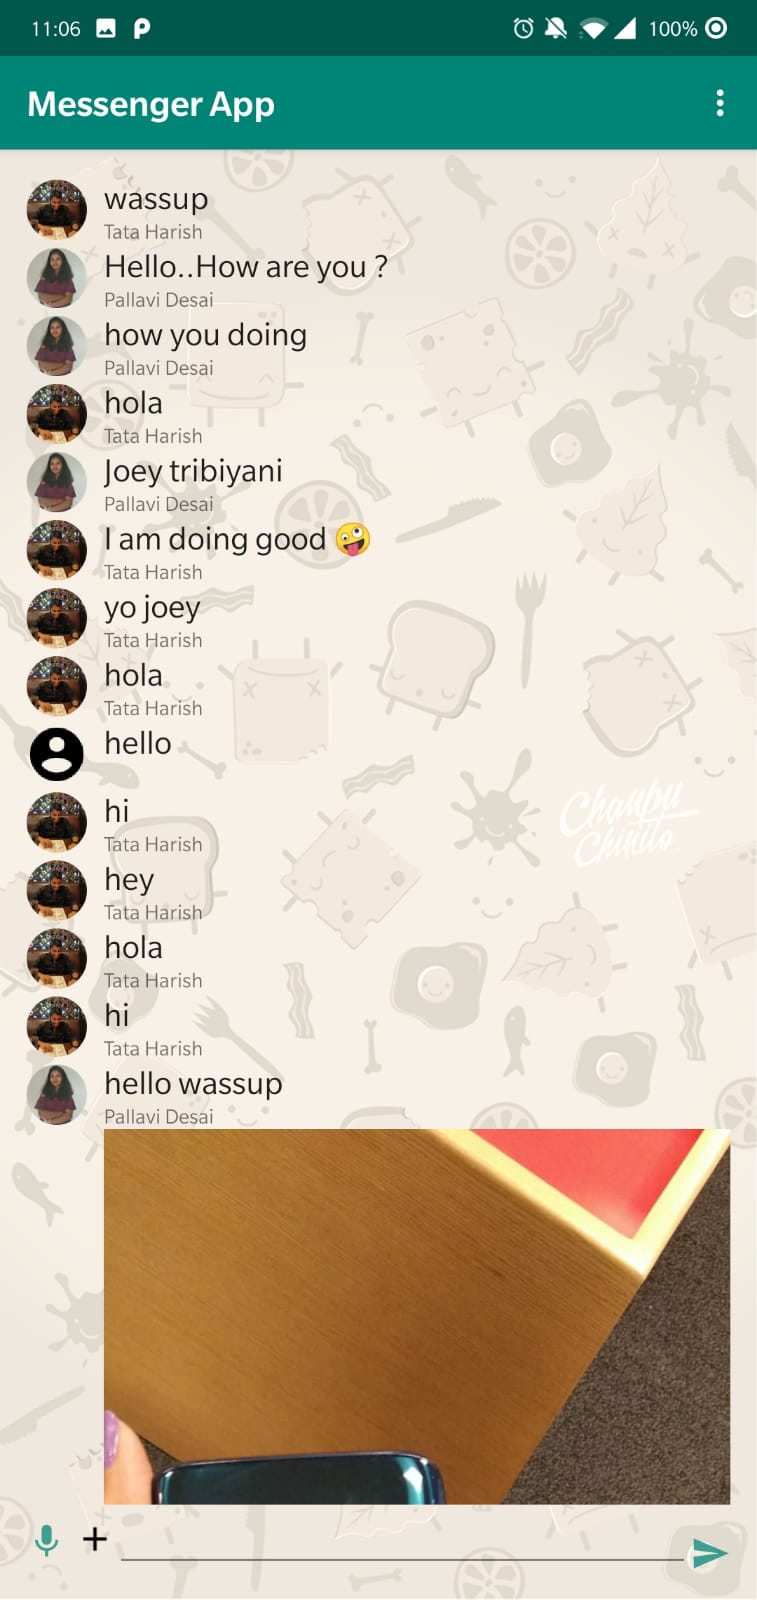 11:06
100%
Messenger App
wassup
Tata Harish
Hello..How are you ?
Pallavi Desai
how you doing
Pallavi Desai
hola
Tata Harish
Joey tribiyani
Pallavi Desai
I am doing good 🤪
Tata Harish
yo joey
Tata Harish
hola
Tata Harish
hello
hi
Tata Harish
hey
Tata Harish
hola
Tata Harish
hi
Tata Harish
hello wassup
Pallavi Desai
Chanpu
Chinito